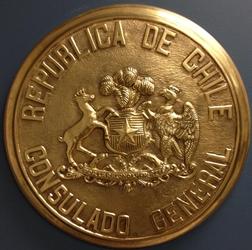 REPUBLICA DE CHILE
CONSULADO GENERAL